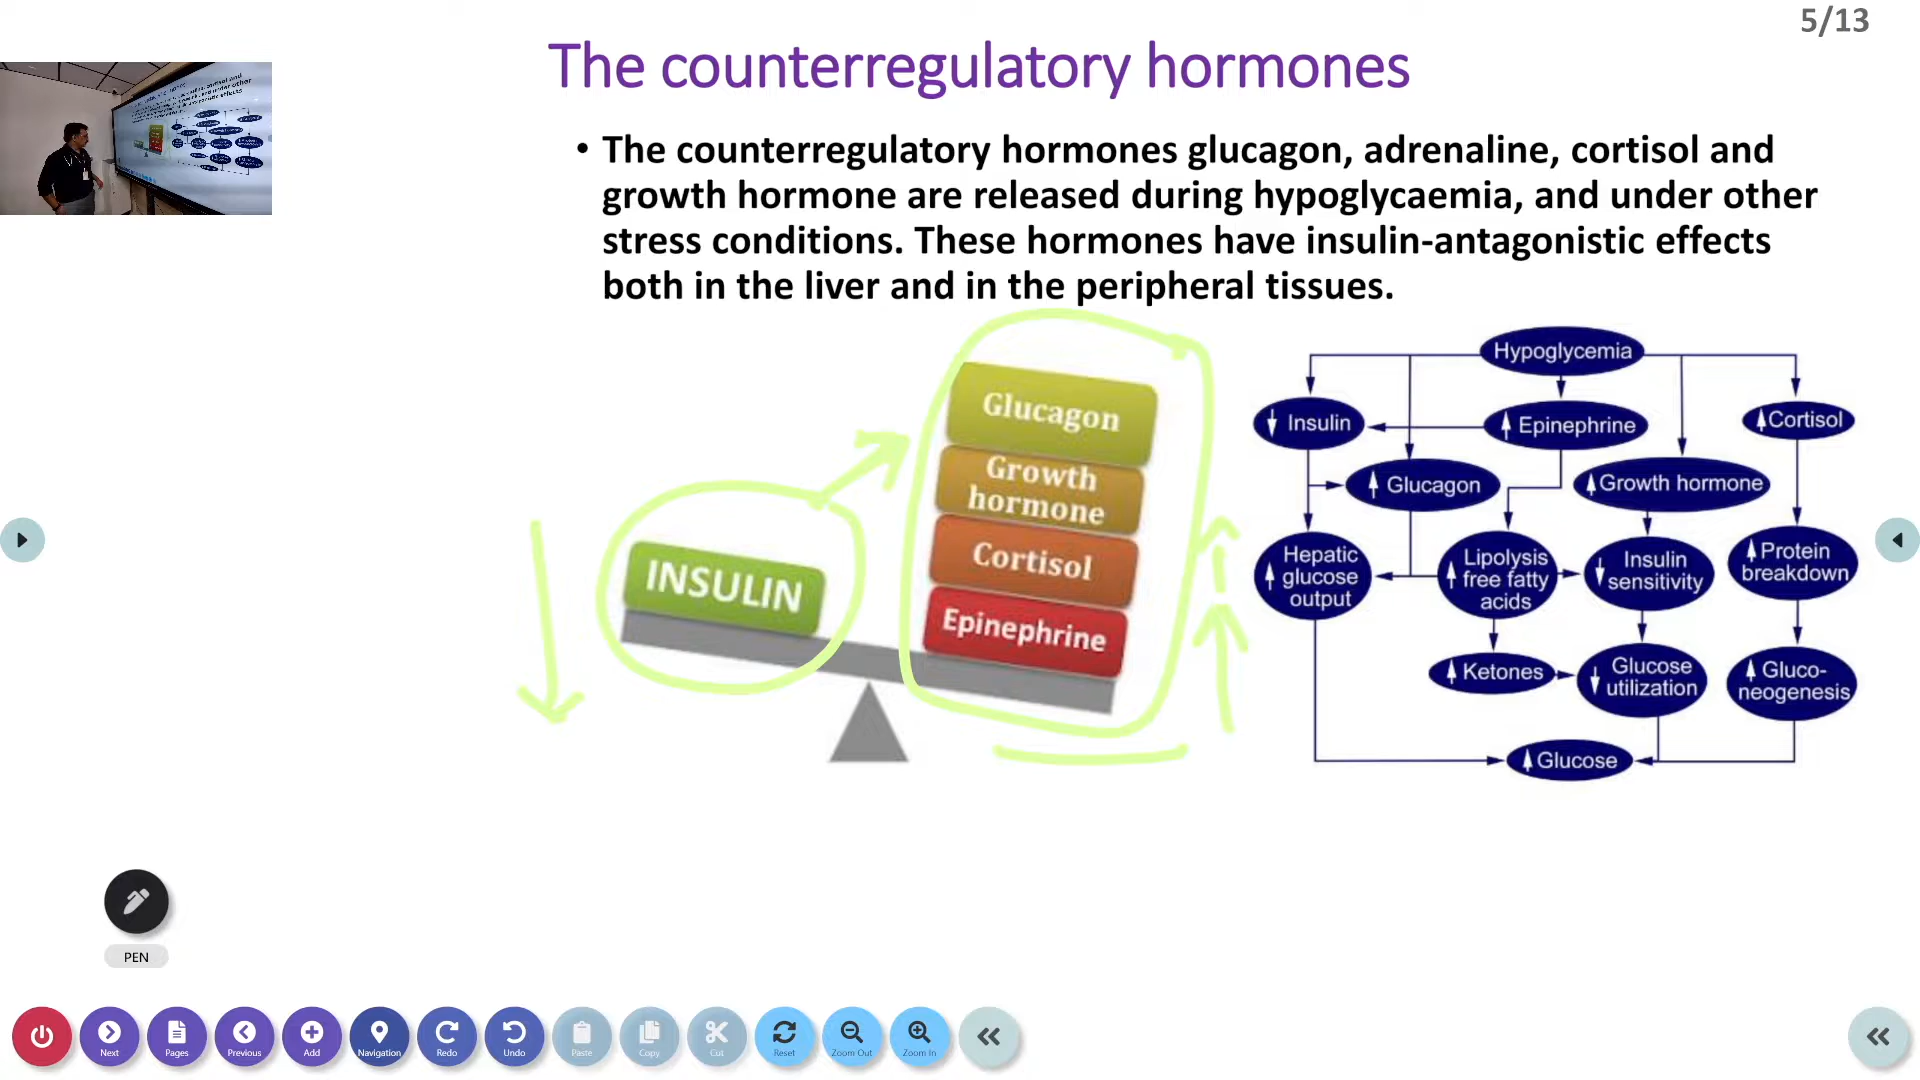 5/13
The counterregulatory hormones
• The counterregulatory hormones glucagon, adrenaline, cortisol and
growth hormone are released during hypoglycaemia, and under other
stress conditions. These hormones have insulin-antagonistic effects
both in the liver and in the peripheral tissues.
INSULIN
Glucagon
Growth
hormone
Cortisol
Epinephrine
Hypoglycemia
Insulin
Epinephrine
Cortisol
Glucagon
Growth hormone
Hepatic
glucose
output
Lipolysis
free fatty
acids
Insulin
sensitivity
Protein
breakdown
Ketones
Glucose
utilization
Gluco-
neogenesis
Glucose
PEN
Next
Pages
Previous
Add
Navigation
Redo
Undo
Paste
Copy
Cut
Reset
Zoom Out
Zoom In